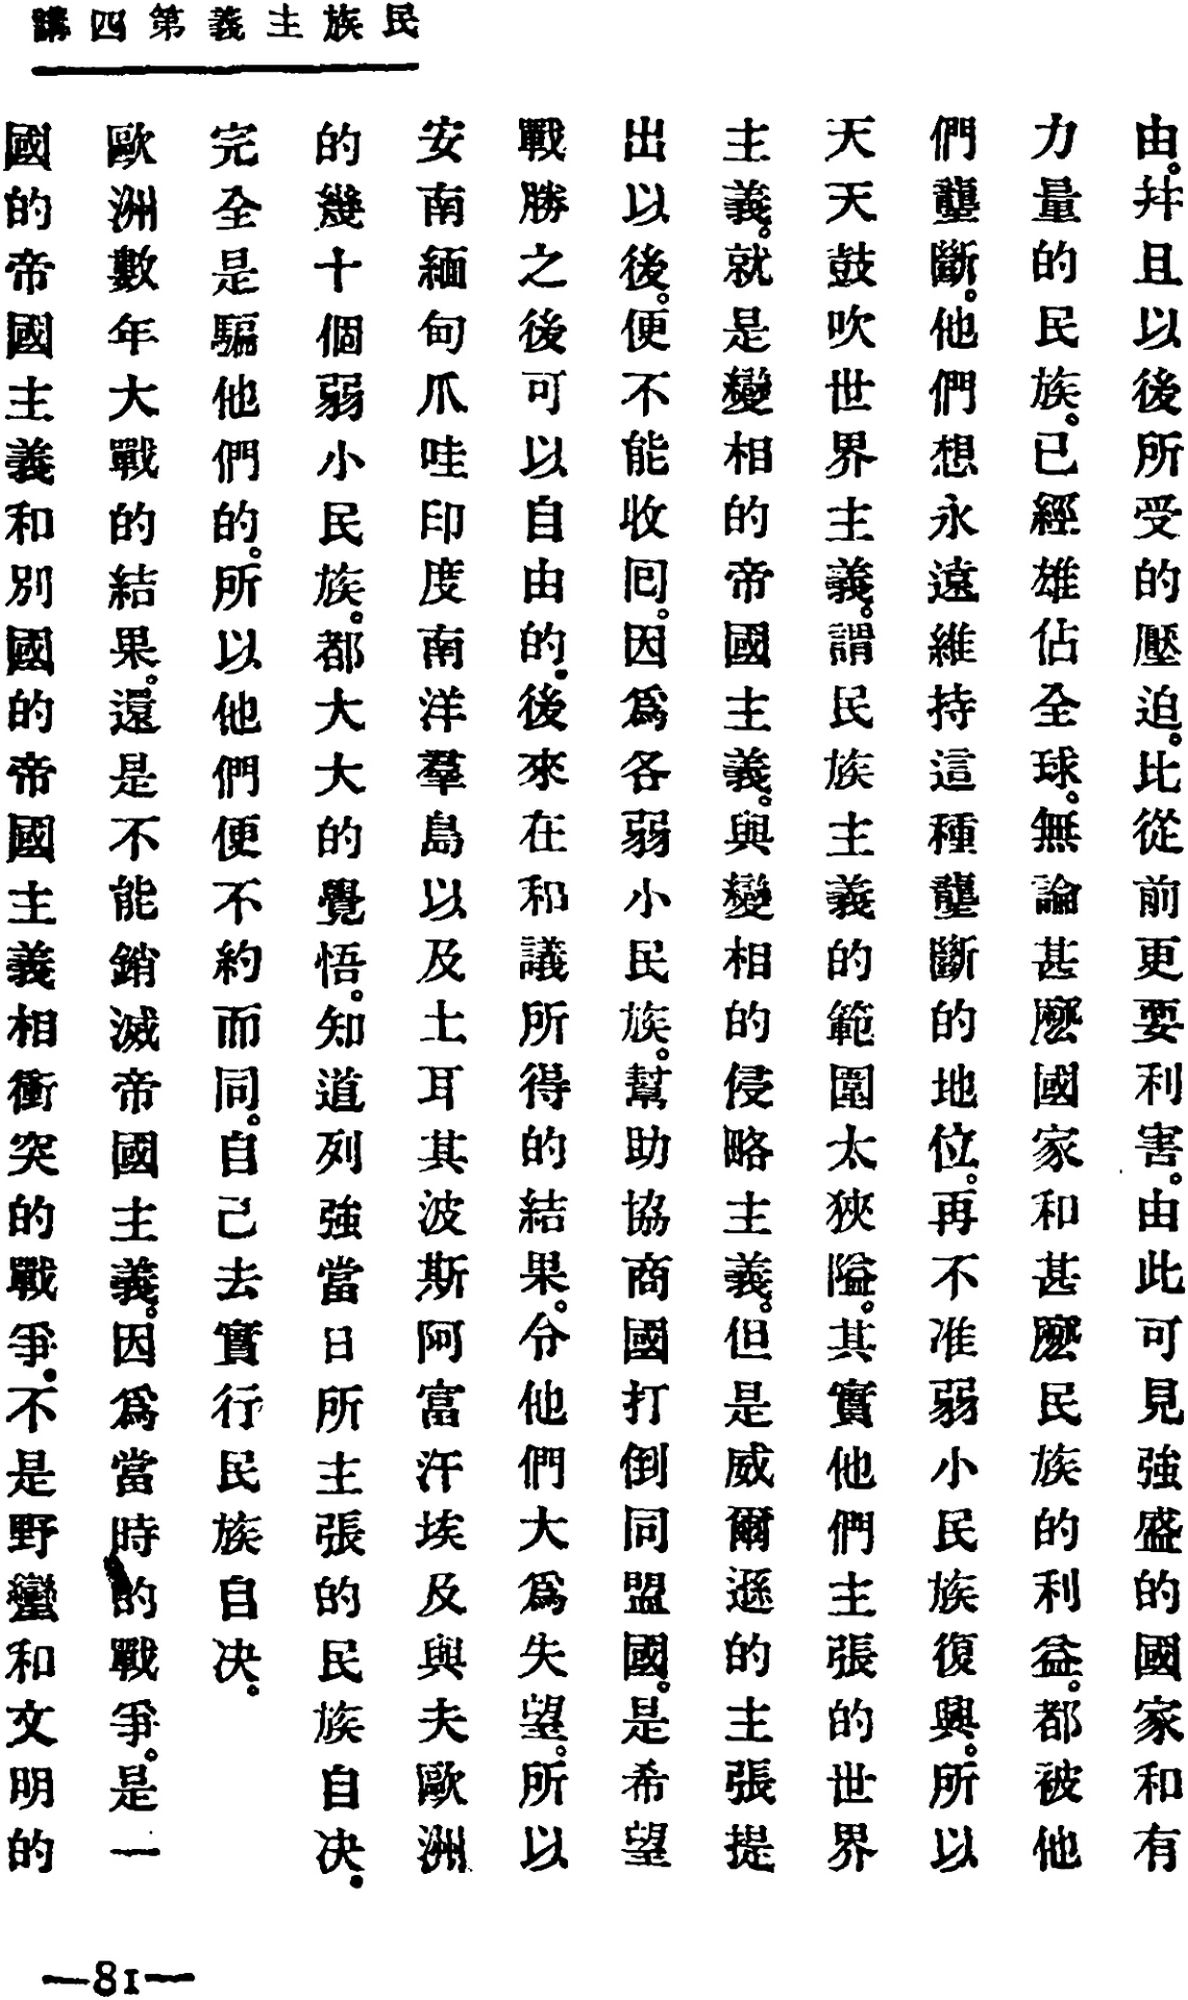 民族主義第四講
由。幷且以後所受的壓迫。比從前更要利害。由此可見強盛的國家和有
力量的民族。已經雄佔全球。無論甚麼國家和甚麼民族的利益。都被他
們壟斷。他們想永遠維持這種壟斷的地位。再不准弱小民族復興。所以
天天鼓吹世界主義。謂民族主義的範圍太狹隘。其實他們主張的世界
主義。就是變相的帝國主義。與變相的侵略主義。但是威爾遜的主張提
出以後。便不能收囘。因爲各弱小民族。幫助協商國打倒同盟國。是希望
戰勝之後可以自由的。後來在和議所得的結果。令他們大爲失望。所以
安南緬甸爪哇印度南洋羣島以及土耳其波斯阿富汗埃及與夫歐洲
的幾十個弱小民族。都大大的覺悟。知道列強當日所主張的民族自決。
完全是騙他們的。所以他們便不約而同。自己去實行民族自決。
歐洲數年大戰的結果。還是不能銷滅帝國主義。因爲當時的戰爭。是一
國的帝國主義和別國的帝國主義相衝突的戰爭。不是野蠻和文明的
—81—